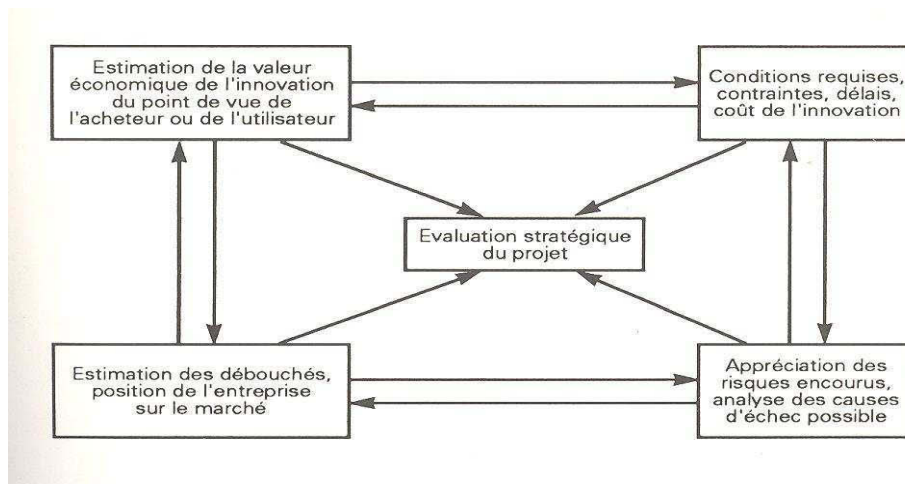 Estimation de la valeur
économique de l'innovation
du point de vue de
l'acheteur ou de l'utilisateur
Conditions requises,
contraintes, délais,
coût de l'innovation
Evaluation stratégique
du projet
Estimation des débouchés,
position de l'entreprise
sur le marché
Appréciation des
risques encourus,
analyse des causes
d'échec possible